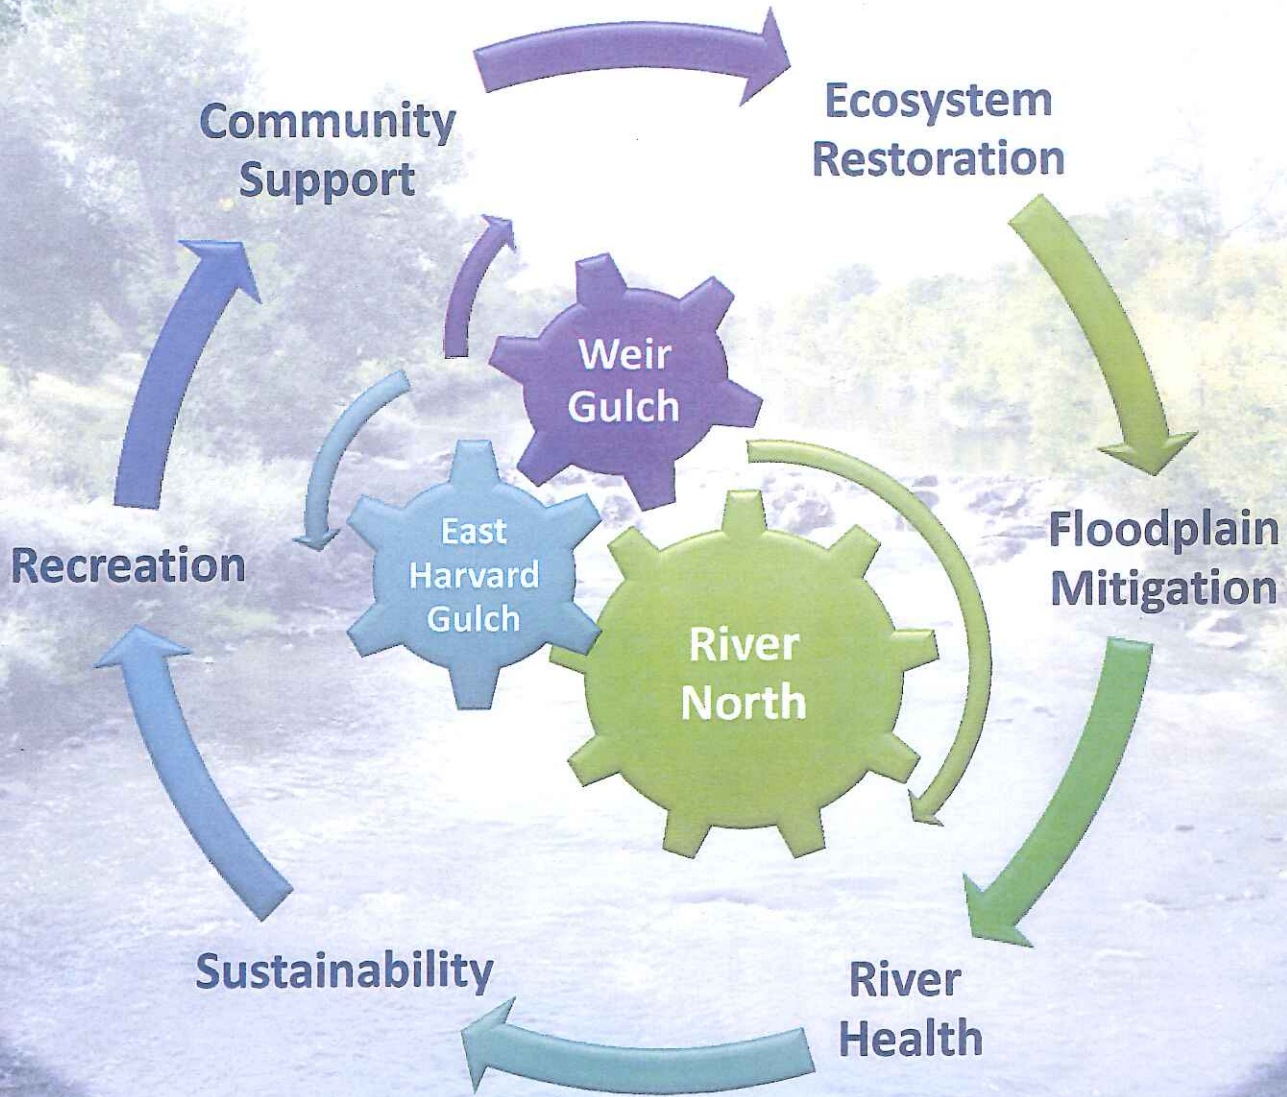 Community
Support
Ecosystem
Restoration
Weir
Gulch
East
Harvard
Gulch
River
North
Recreation
Floodplain
Mitigation
Sustainability
River
Health